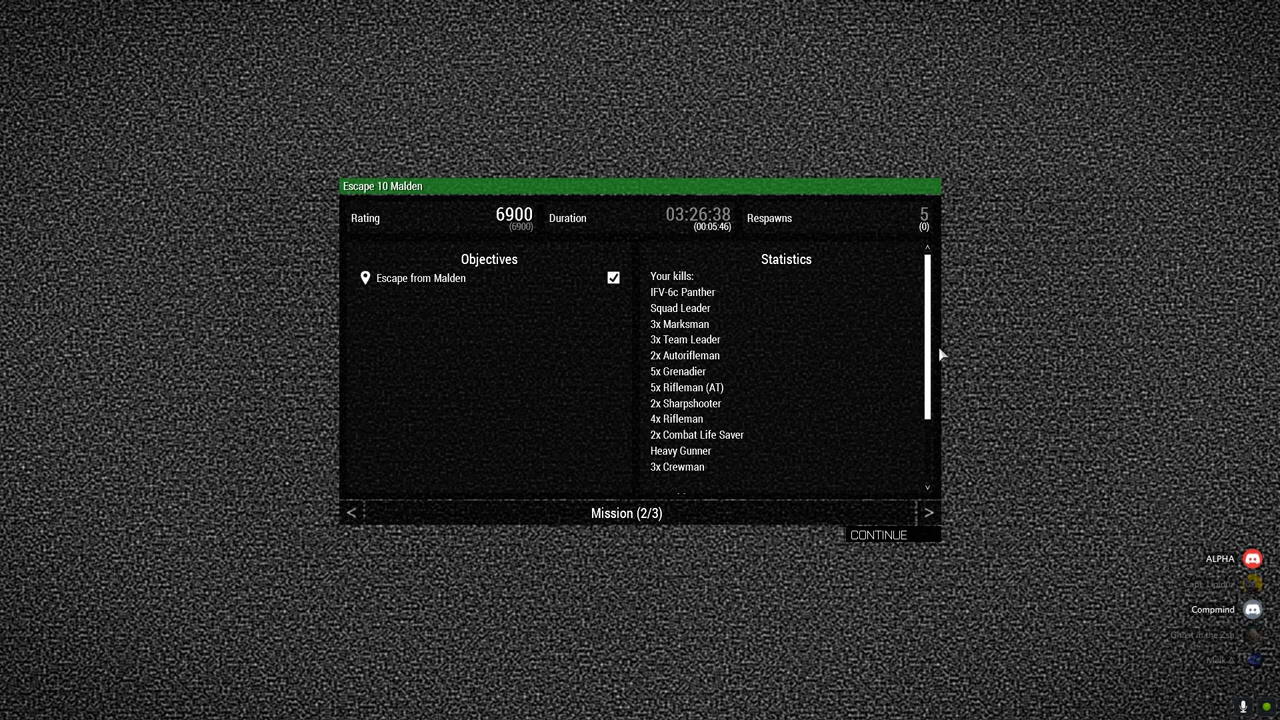 Escape 10 Malden
Rating 6900 Duration 03:26:38 Respawns 5
(6900) (00:05:46) (0)
Objectives
Escape from Malden
Statistics
Your kills:
IFV-6c Panther
Squad Leader
3x Marksman
3x Team Leader
2x Autorifleman
5x Grenadier
5x Rifleman (AT)
2x Sharpshooter
4x Rifleman
2x Combat Life Saver
Heavy Gunner
3x Crewman
< Mission (2/3) >
CONTINUE
ALPHA
Compmind